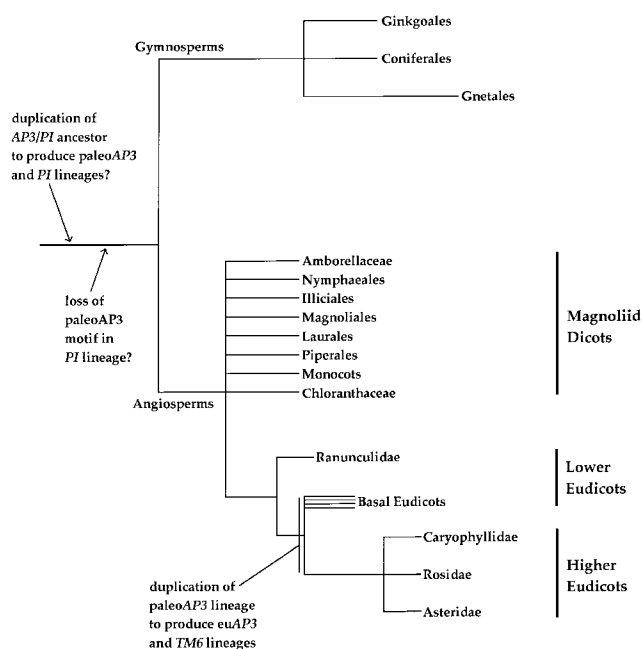 Ginkgoales
Gymnosperms
Coniferales
Gnetales
duplication of
AP3/PI ancestor
to produce paleoAP3
and PI lineages?
loss of
paleoAP3
motif in
PI lineage?
Amborellaceae
Nymphaeales
Illiciales
Magnoliales
Laurales
Piperales
Monocots
Chloranthaceae
Angiosperms
Magnoliid
Dicots
Ranunculidae
Basal Eudicots
Lower
Eudicots
Caryophyllidae
Rosidae
Asteridae
Higher
Eudicots
duplication of
paleoAP3 lineage
to produce euAP3
and TM6 lineages